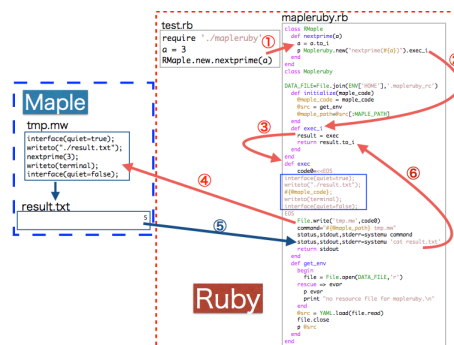 test.rb
require './mapleruby'
a = 3
RMaple.new.nextprime(a)
①
mapleruby.rb
class RMaple
def nextprime(a)
a = a.to_i
p Mapleruby.new("nextprime(#{a})").exec_i
end
end
class Mapleruby
DATA_FILE=File.join(ENV['HOME'],'.mapleruby_rc')
def initialize(maple_code)
@maple_code = maple_code
@src = get_env
@maple_path=@src[:MAPLE_PATH]
end
def exec_i
result = exec
return result.to_i
end
end
def exec
code0=<<EOS
interface(quiet=true);
writeto("./result.txt");
#{@maple_code};
writeto(terminal);
interface(quiet=false);
EOS
File.write('tmp.mw',code0)
command="#{@maple_path} tmp.mw"
status,stdout,stderr=systemu command
status,stdout,stderr=systemu 'cat result.txt'
return stdout
end
def get_env
begin
file = File.open(DATA_FILE,'r')
rescue => evar
p evar
print "no resource file for mapleruby.\n"
end
@src = YAML.load(file.read)
file.close
p @src
end
end
③
④
⑤
⑥
Maple
tmp.mw
interface(quiet=true);
writeto("./result.txt");
nextprime(3);
writeto(terminal);
interface(quiet=false);
result.txt
5
Ruby